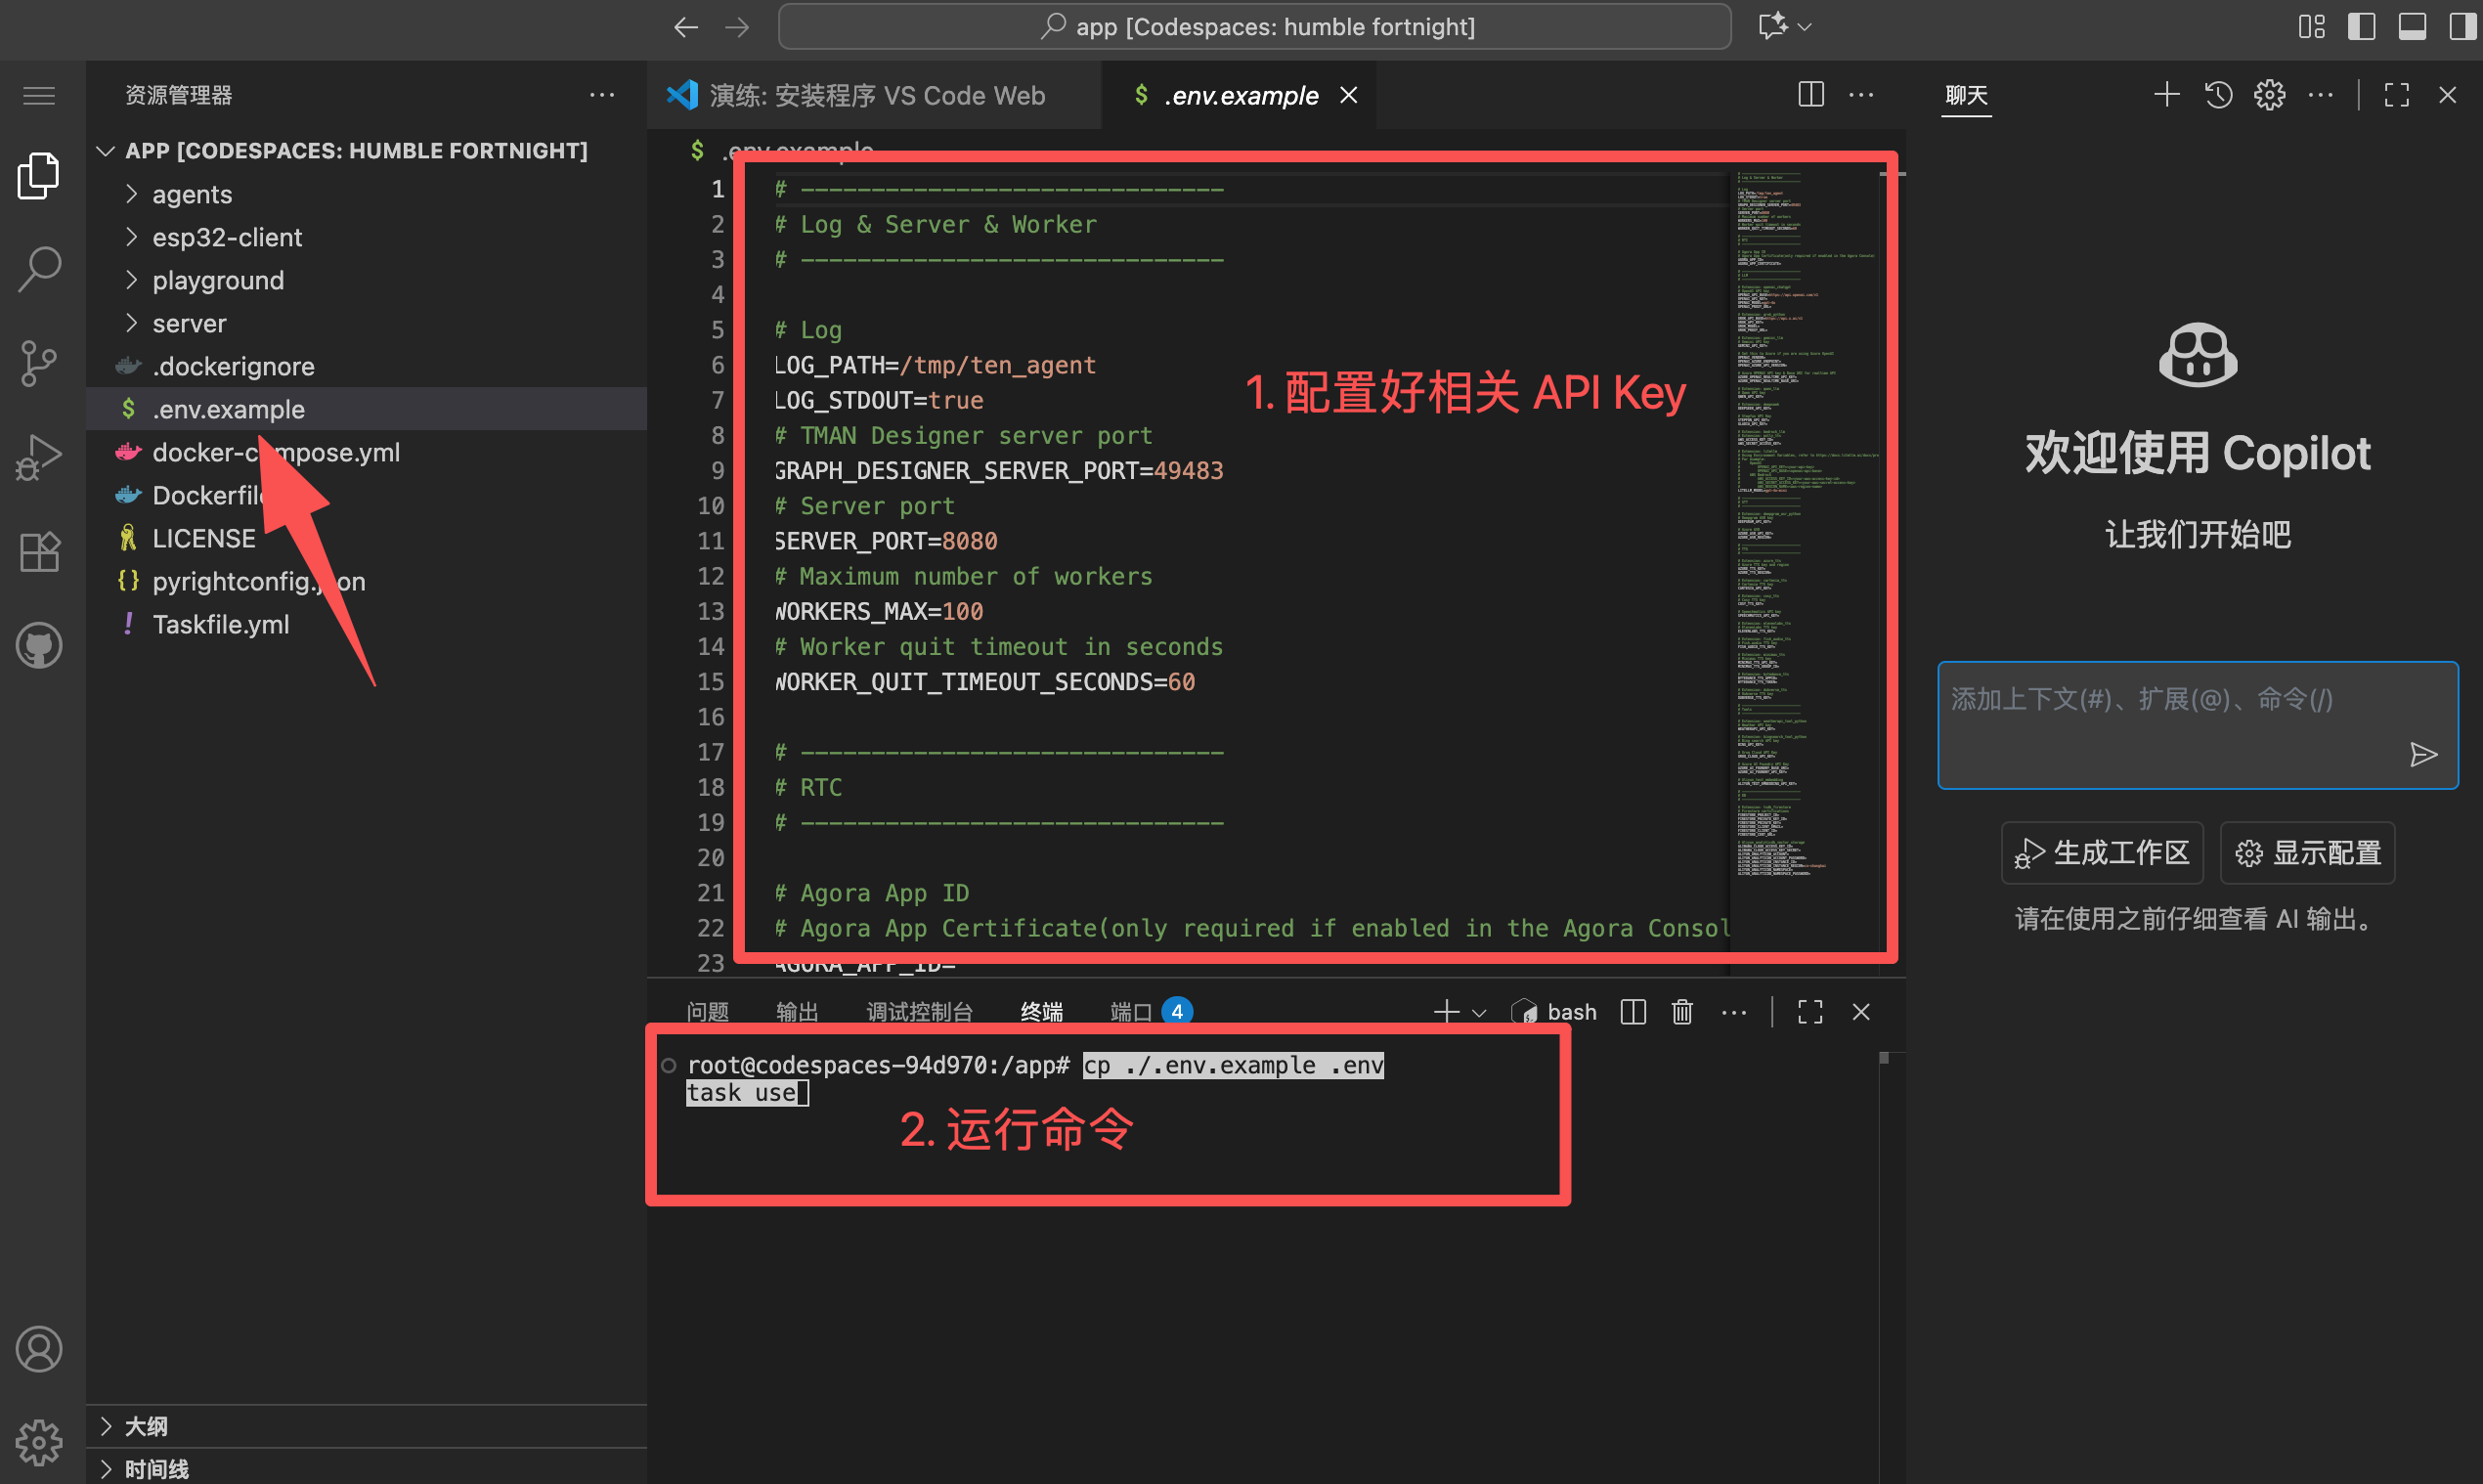 app [Codespaces: humble fortnight]
资源管理器
APP [CODESPACES: HUMBLE FORTNIGHT]
agents
esp32-client
playground
server
.dockerignore
$ .env.example
docker-compose.yml
Dockerfile
LICENSE
{} pyrightconfig.json
! Taskfile.yml
大纲
时间线
演练: 安装程序 VS Code Web
$ .env.example
$ .env.example
1 # ------------------------------
2 # Log & Server & Worker
3 # ------------------------------
4
5 # Log
6 LOG_PATH=/tmp/ten_agent
7 LOG_STDOUT=true
8 # TMAN Designer server port
9 GRAPH_DESIGNER_SERVER_PORT=49483
10 # Server port
11 SERVER_PORT=8080
12 # Maximum number of workers
13 WORKERS_MAX=100
14 # Worker quit timeout in seconds
15 WORKER_QUIT_TIMEOUT_SECONDS=60
16
17 # ------------------------------
18 # RTC
19 # ------------------------------
20
21 # Agora App ID
22 # Agora App Certificate(only required if enabled in the Agora Consol
23 AGORA_APP_ID=
1. 配置好相关 API Key
问题 输出 调试控制台 终端 端口 4
bash
root@codespaces-94d970:/app# cp ./.env.example .env
task use
2. 运行命令
聊天
欢迎使用 Copilot
让我们开始吧
添加上下文(#)、扩展(@)、命令(/)
生成工作区
显示配置
请在使用之前仔细查看 AI 输出。